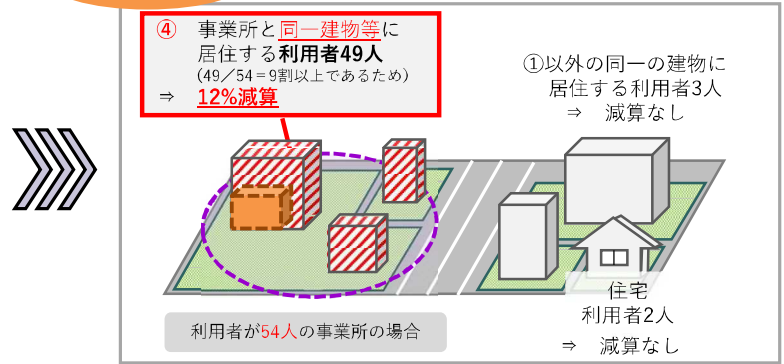 ④ 事業所と同一建物等に
居住する利用者49人
(49／54＝9割以上であるため)
⇒ 12%減算
①以外の同一の建物に
居住する利用者3人
⇒ 減算なし
住宅
利用者2人
⇒ 減算なし
利用者が54人の事業所の場合